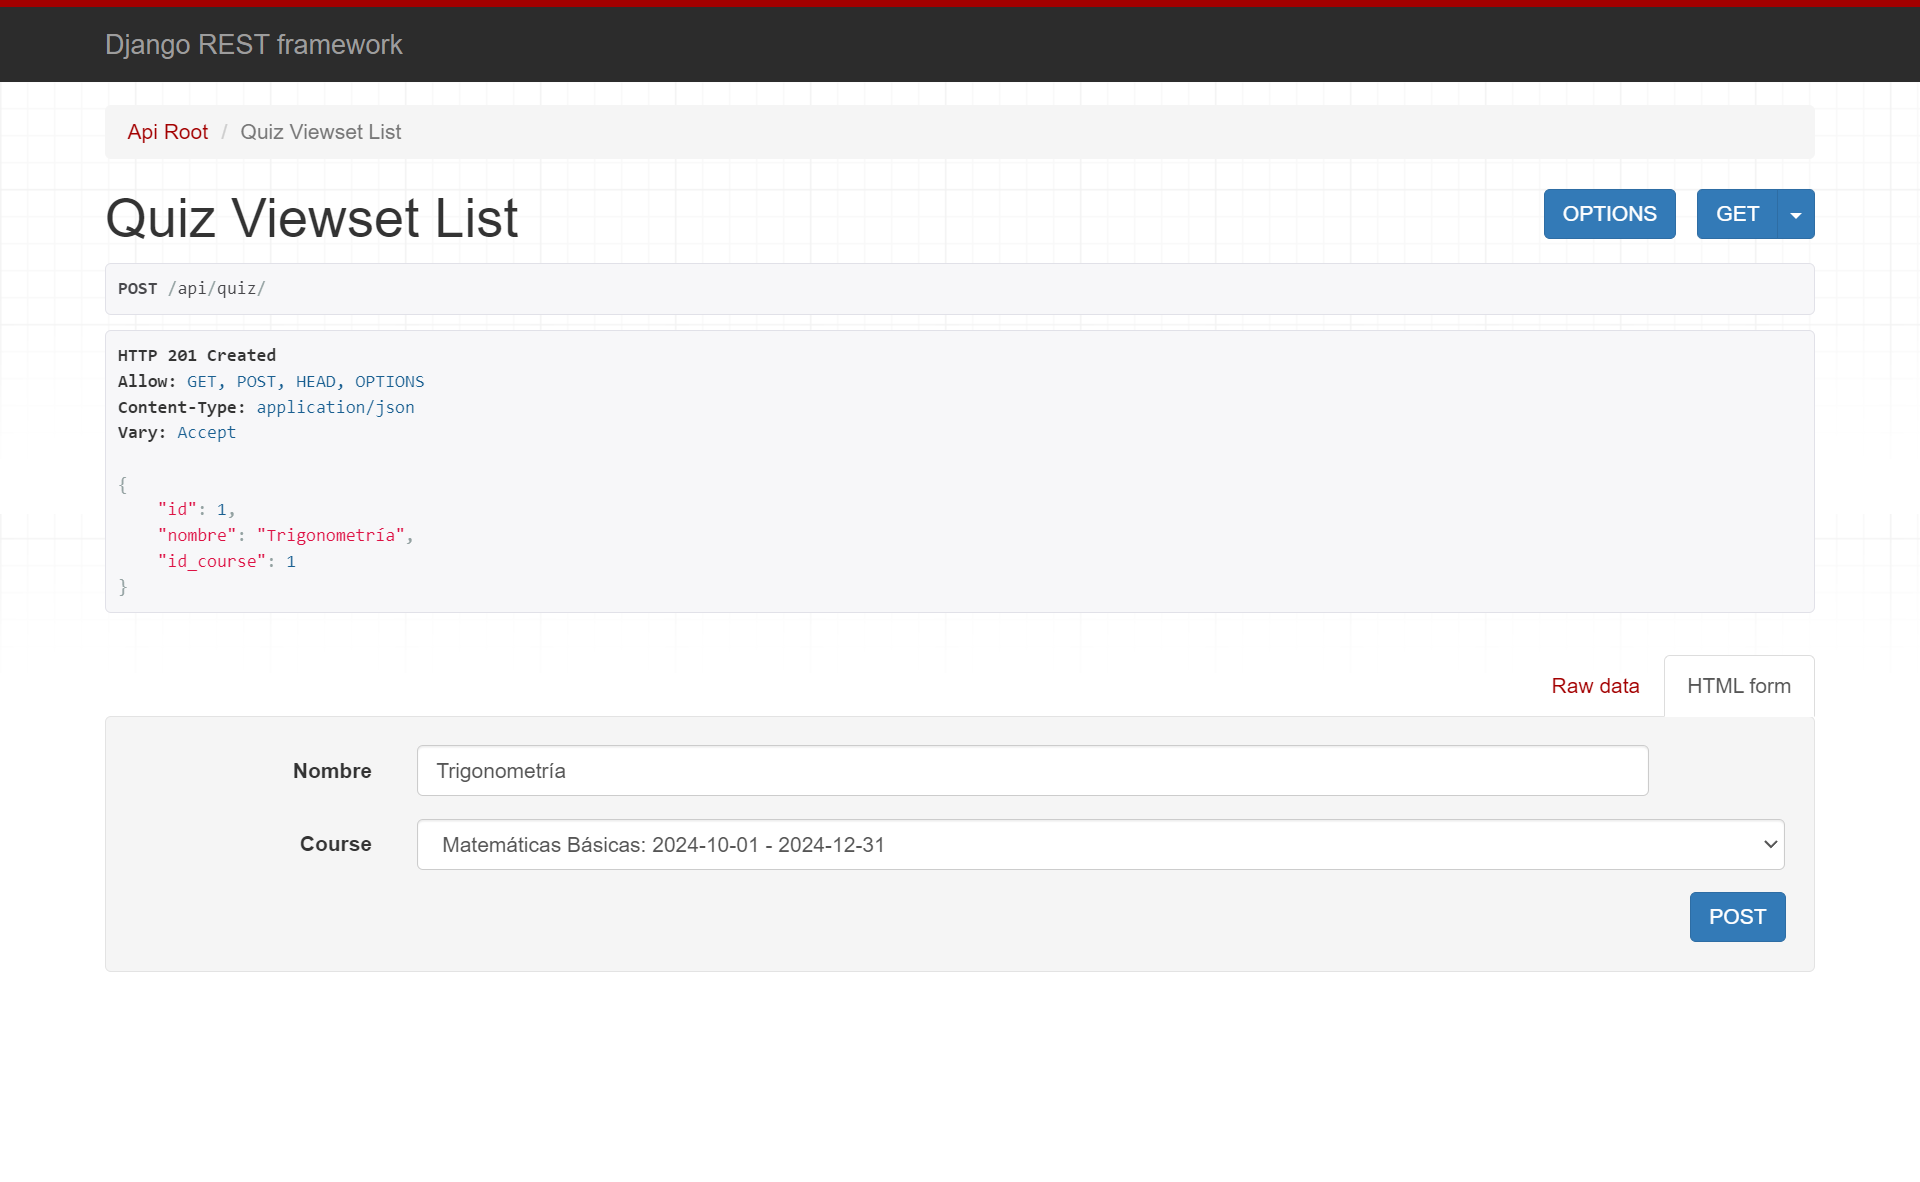 Django REST framework
Api Root / Quiz Viewset List
Quiz Viewset List
OPTIONS
GET
POST /api/quiz/
HTTP 201 Created
Allow: GET, POST, HEAD, OPTIONS
Content-Type: application/json
Vary: Accept
{
    "id": 1,
    "nombre": "Trigonometría",
    "id_course": 1
}
Raw data
HTML form
Nombre
Trigonometría
Course
Matemáticas Básicas: 2024-10-01 - 2024-12-31
POST